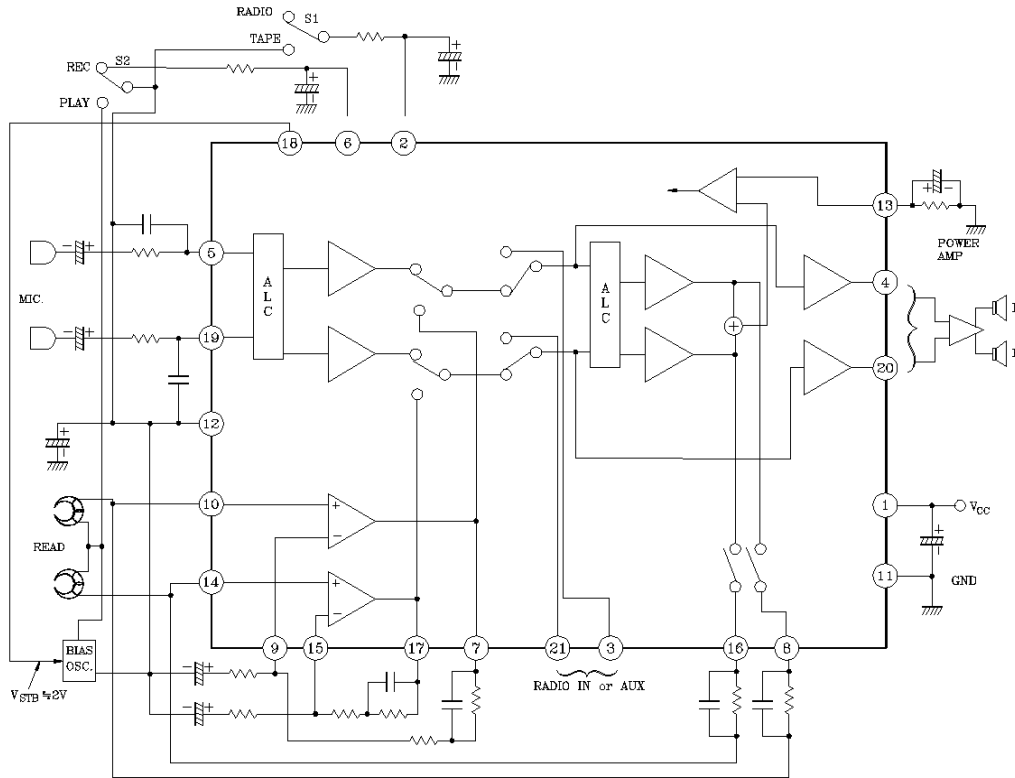 RADIO
S1
TAPE
REC
S2
PLAY
18
6
2
13
POWER
AMP
5
ALC
ALC
4
MIC.
19
20
12
10
1
VCC
READ
14
11
GND
BIAS
OSC.
9
15
17
7
21
3
16
8
VSTB ≒2V
RADIO IN or AUX